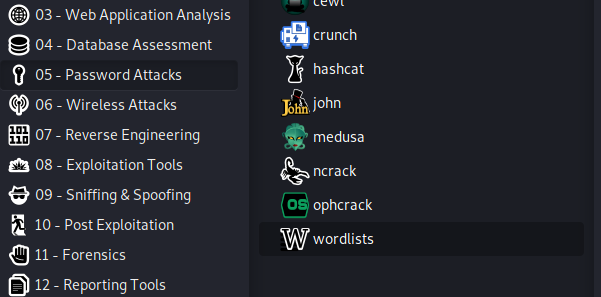 03 - Web Application Analysis
04 - Database Assessment
05 - Password Attacks
06 - Wireless Attacks
07 - Reverse Engineering
08 - Exploitation Tools
09 - Sniffing & Spoofing
10 - Post Exploitation
11 - Forensics
12 - Reporting Tools
cewl
crunch
hashcat
John
john
medusa
ncrack
OS
ophcrack
W
wordlists